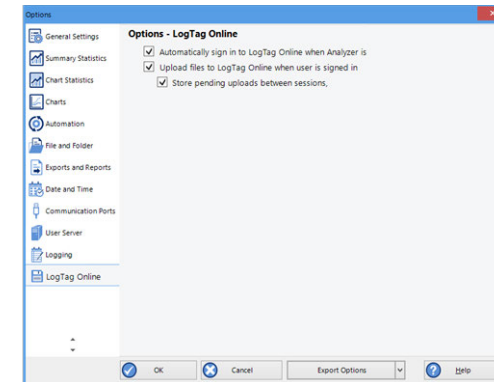 Options
General Settings
Summary Statistics
Chart Statistics
Charts
Automation
File and Folder
Exports and Reports
Date and Time
Communication Ports
User Server
Logging
LogTag Online
Options - LogTag Online
Automatically sign in to LogTag Online when Analyzer is
Upload files to LogTag Online when user is signed in
Store pending uploads between sessions,
OK
Cancel
Export Options
Help